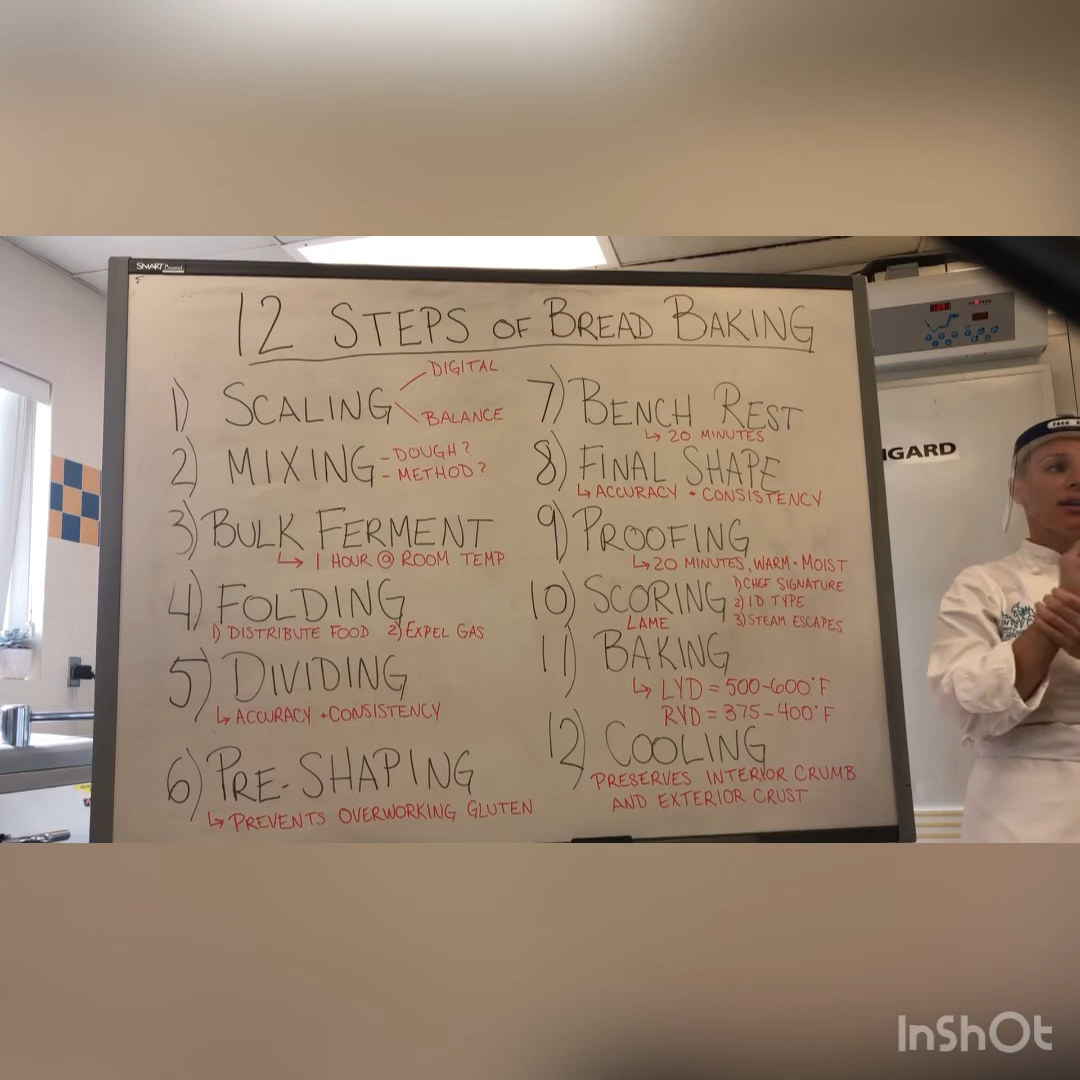 SMART Board
12 STEPS OF BREAD BAKING
1) SCALING
DIGITAL
BALANCE
2) MIXING
- DOUGH?
- METHOD?
3) BULK FERMENT
↳ 1 HOUR @ ROOM TEMP
4) FOLDING
1) DISTRIBUTE FOOD 2) EXPEL GAS
5) DIVIDING
↳ ACCURACY + CONSISTENCY
6) PRE-SHAPING
↳ PREVENTS OVERWORKING GLUTEN
7) BENCH REST
↳ 20 MINUTES
8) FINAL SHAPE
↳ ACCURACY + CONSISTENCY
9) PROOFING
↳ 20 MINUTES, WARM + MOIST
10) SCORING
LAME
1) CHEF SIGNATURE
2) ID TYPE
3) STEAM ESCAPES
11) BAKING
↳ LYD = 500-600°F
RYD = 375-400°F
12) COOLING
PRESERVES INTERIOR CRUMB
AND EXTERIOR CRUST
IGARD
InShOt